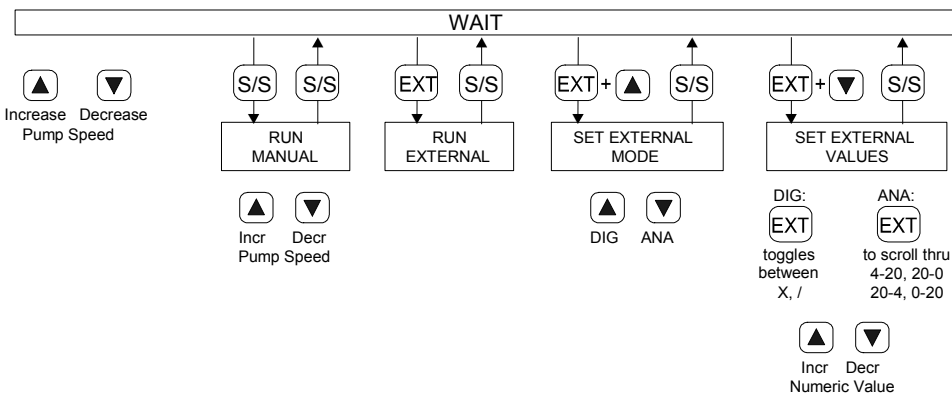 WAIT
S/S S/S EXT S/S EXT + S/S EXT + S/S
Increase Decrease
Pump Speed
RUN
MANUAL
RUN
EXTERNAL
SET EXTERNAL
MODE
SET EXTERNAL
VALUES
Incr Decr
Pump Speed
DIG ANA
DIG:
EXT
toggles
between
X, /
ANA:
EXT
to scroll thru
4-20, 20-0
20-4, 0-20
Incr Decr
Numeric Value